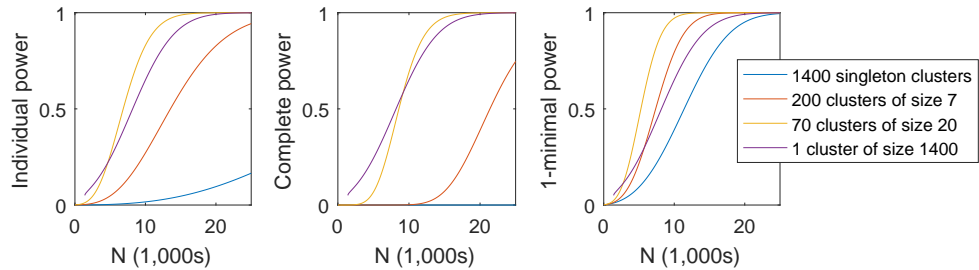 Individual power
1
0.5
0
0
10
20
N (1,000s)
Complete power
1
0.5
0
0
10
20
N (1,000s)
1-minimal power
1
0.5
0
0
10
20
N (1,000s)
1400 singleton clusters
200 clusters of size 7
70 clusters of size 20
1 cluster of size 1400